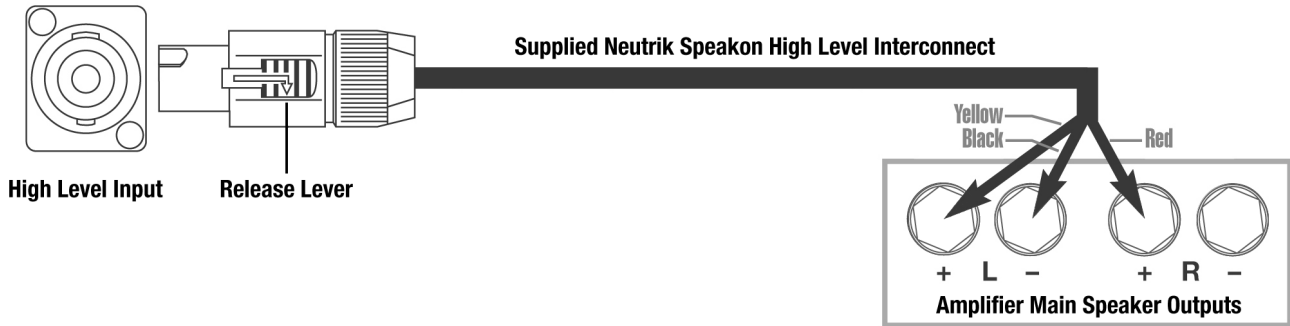 Supplied Neutrik Speakon High Level Interconnect
Yellow
Black
Red
High Level Input
Release Lever
+ L − + R −
Amplifier Main Speaker Outputs